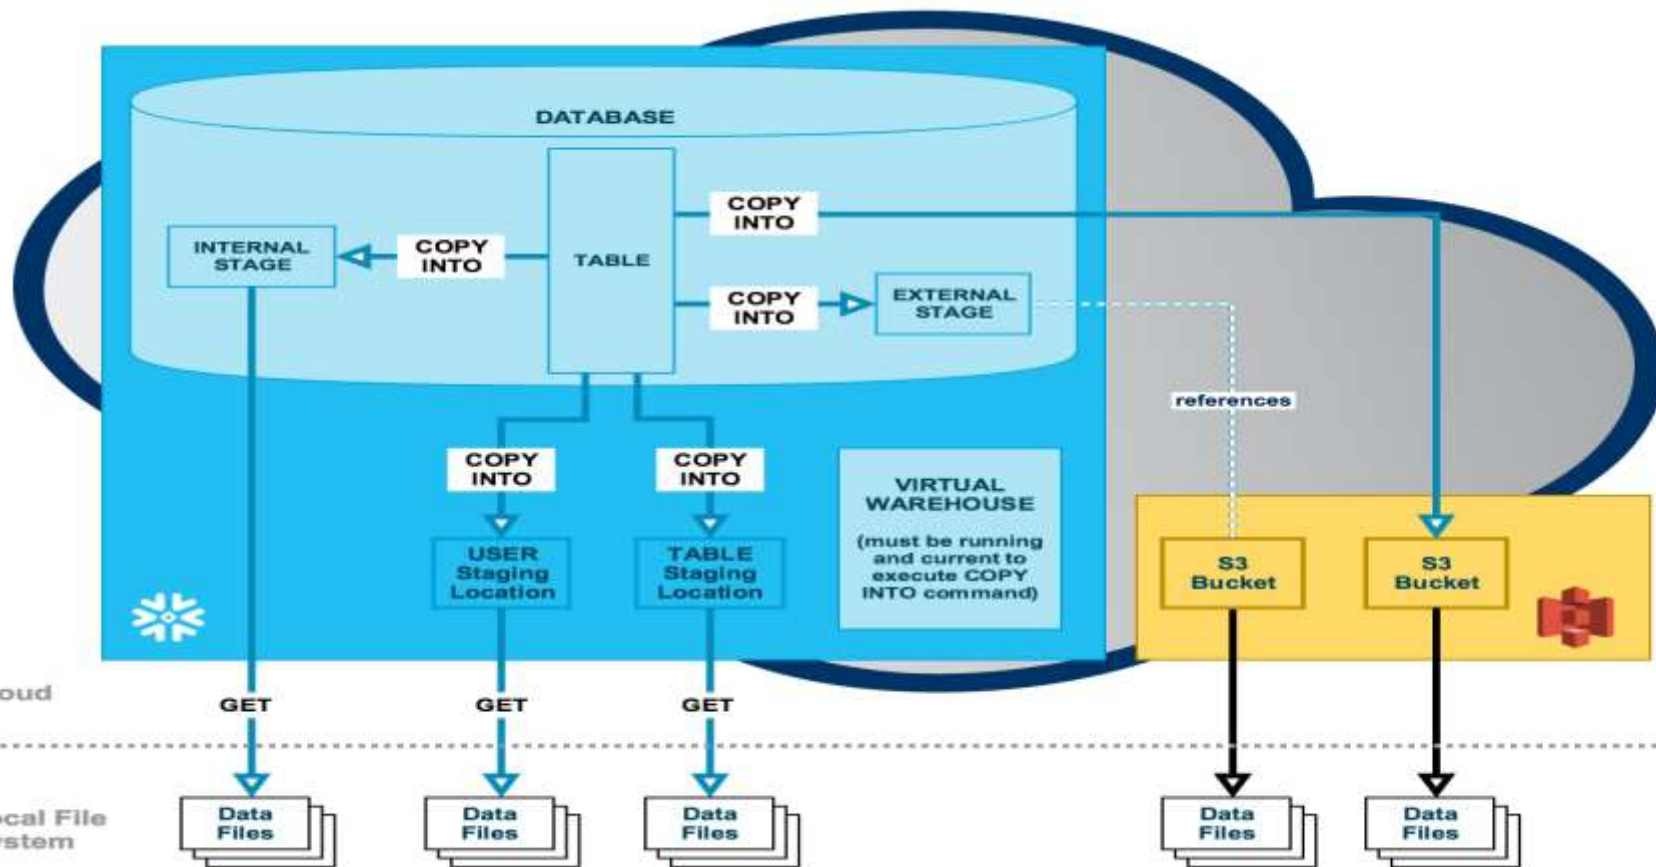 DATABASE
COPY
INTO
INTERNAL
STAGE
COPY
INTO
TABLE
COPY
INTO
EXTERNAL
STAGE
references
COPY
INTO
COPY
INTO
VIRTUAL
WAREHOUSE
(must be running
and current to
execute COPY
INTO command)
USER
Staging
Location
TABLE
Staging
Location
S3
Bucket
S3
Bucket
oud
GET
GET
GET
ocal File
ystem
Data
Files
Data
Files
Data
Files
Data
Files
Data
Files